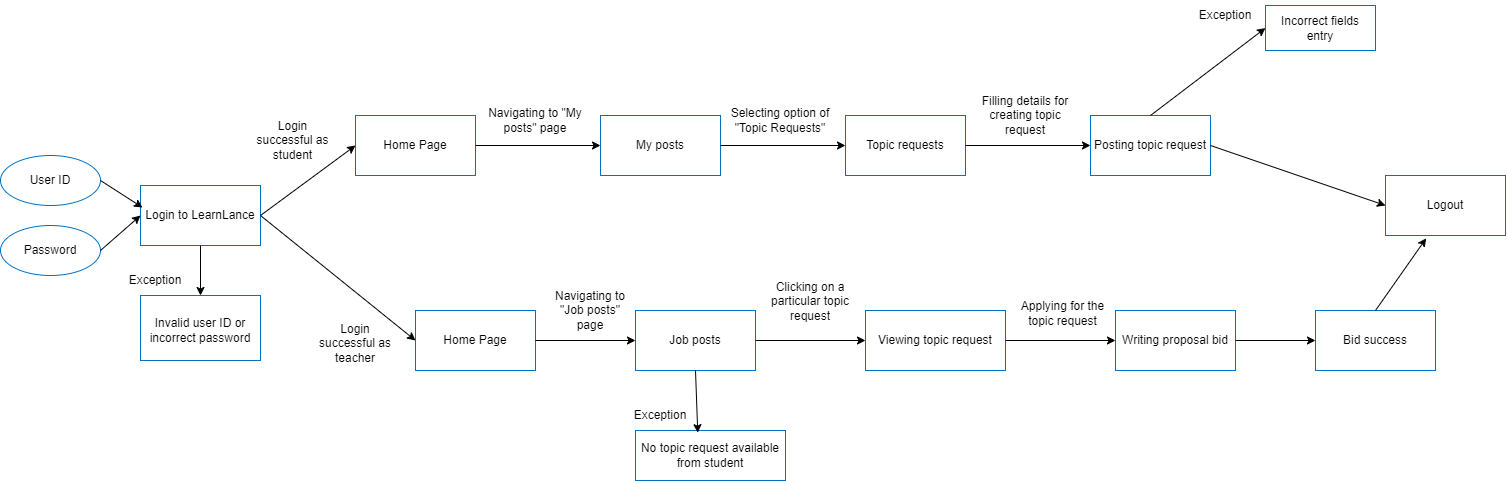 Exception
Incorrect fields
entry
Login
successful as
student
Home Page
Navigating to "My
posts" page
My posts
Selecting option of
"Topic Requests"
Topic requests
Filling details for
creating topic
request
Posting topic request
User ID
Password
Login to LearnLance
Exception
Invalid user ID or
incorrect password
Logout
Login
successful as
teacher
Home Page
Navigating to
"Job posts"
page
Job posts
Clicking on a
particular topic
request
Viewing topic request
Applying for the
topic request
Writing proposal bid
Bid success
Exception
No topic request available
from student